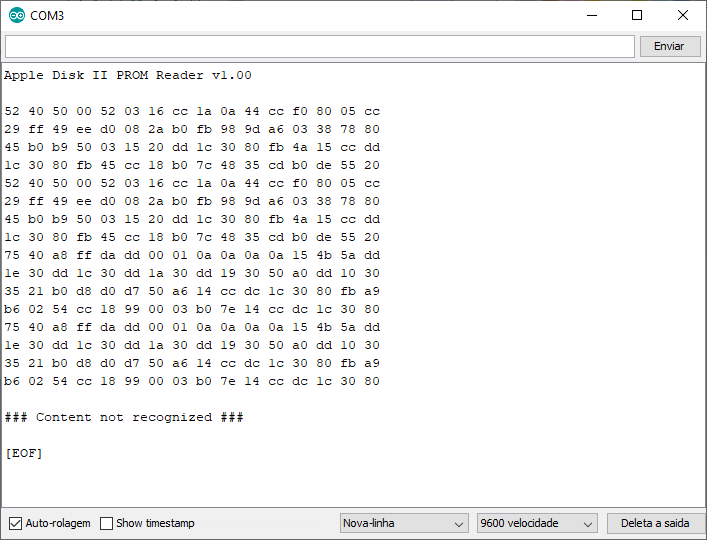 COM3
Enviar
Apple Disk II PROM Reader v1.00
52 40 50 00 52 03 16 cc 1a 0a 44 cc f0 80 05 cc
29 ff 49 ee d0 08 2a b0 fb 98 9d a6 03 38 78 80
45 b0 b9 50 03 15 20 dd 1c 30 80 fb 4a 15 cc dd
1c 30 80 fb 45 cc 18 b0 7c 48 35 cd b0 de 55 20
52 40 50 00 52 03 16 cc 1a 0a 44 cc f0 80 05 cc
29 ff 49 ee d0 08 2a b0 fb 98 9d a6 03 38 78 80
45 b0 b9 50 03 15 20 dd 1c 30 80 fb 4a 15 cc dd
1c 30 80 fb 45 cc 18 b0 7c 48 35 cd b0 de 55 20
75 40 a8 ff da dd 00 01 0a 0a 0a 0a 15 4b 5a dd
1e 30 dd 1c 30 dd 1a 30 dd 19 30 50 a0 dd 10 30
35 21 b0 d8 d0 d7 50 a6 14 cc dc 1c 30 80 fb a9
b6 02 54 cc 18 99 00 03 b0 7e 14 cc dc 1c 30 80
75 40 a8 ff da dd 00 01 0a 0a 0a 0a 15 4b 5a dd
1e 30 dd 1c 30 dd 1a 30 dd 19 30 50 a0 dd 10 30
35 21 b0 d8 d0 d7 50 a6 14 cc dc 1c 30 80 fb a9
b6 02 54 cc 18 99 00 03 b0 7e 14 cc dc 1c 30 80
### Content not recognized ###
[EOF]
Auto-rolagem Show timestamp Nova-linha 9600 velocidade Deleta a saida